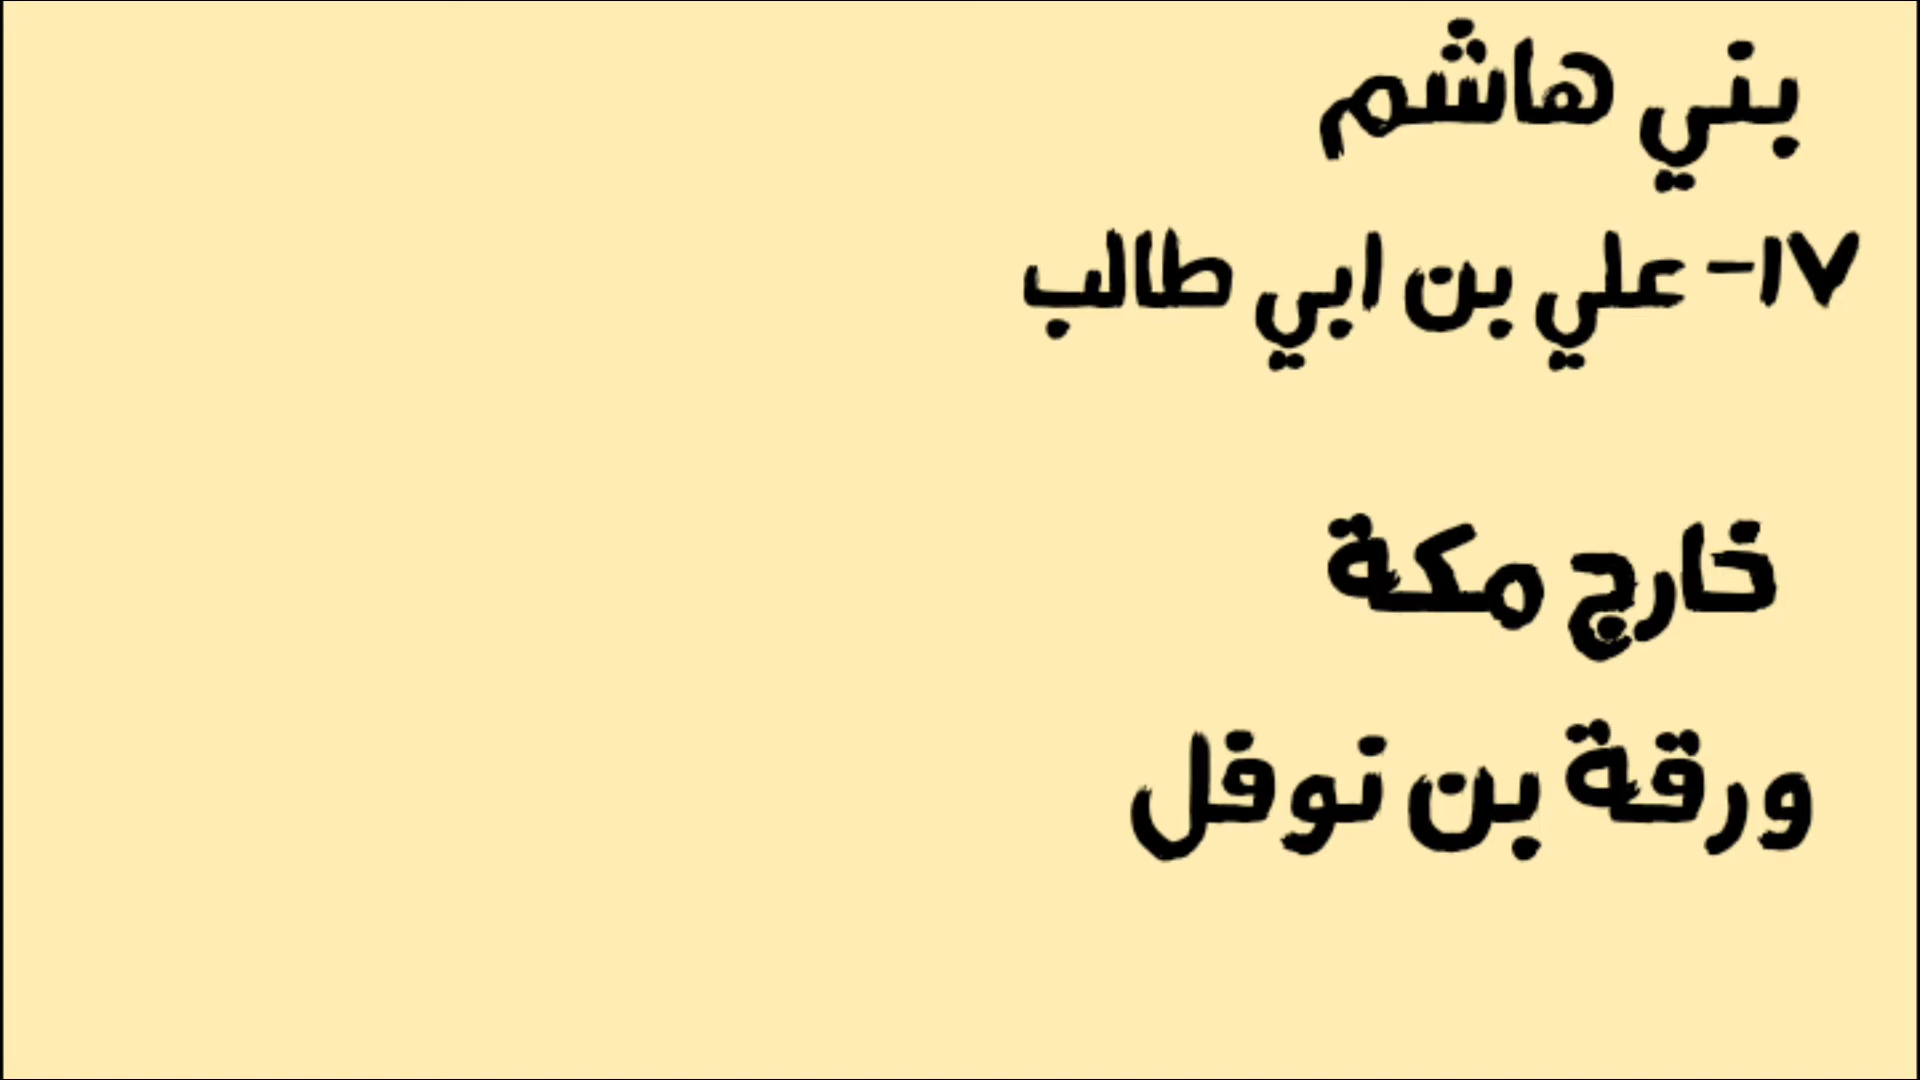 بني هاشم
١٧- علي بن ابي طالب
خارج مكة
ورقة بن نوفل